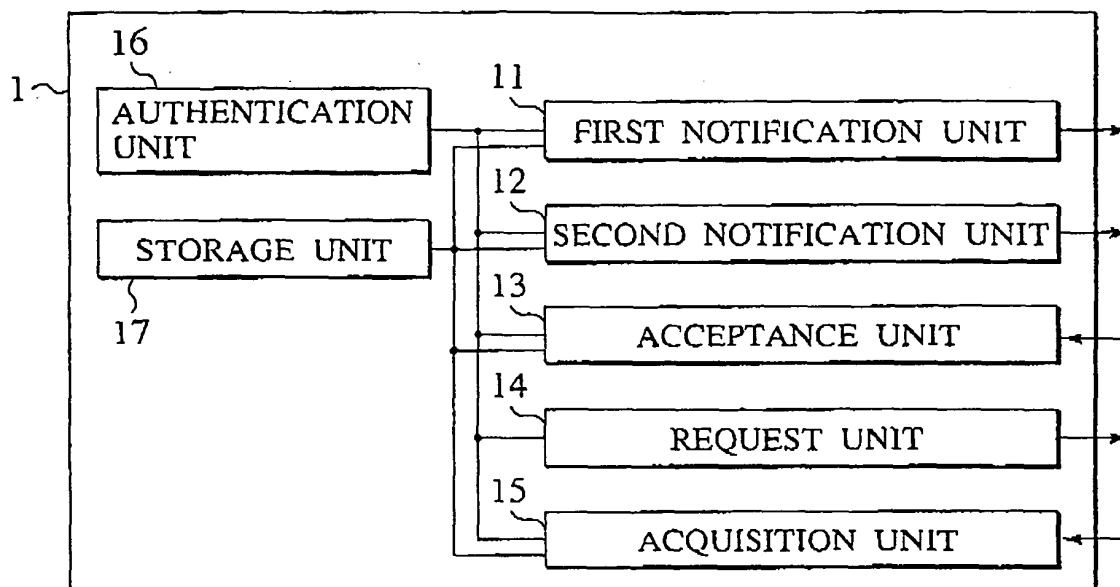 1
16
AUTHENTICATION
UNIT
17
STORAGE UNIT
11
FIRST NOTIFICATION UNIT
12
SECOND NOTIFICATION UNIT
13
ACCEPTANCE UNIT
14
REQUEST UNIT
15
ACQUISITION UNIT